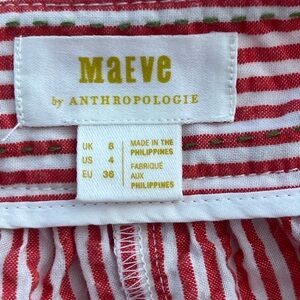 MaEVe
by ANTHROPOLOGIE
UK 8
US 4
EU 36
MADE IN THE
PHILIPPINES
FABRIQUÉ
AUX
PHILIPPINES